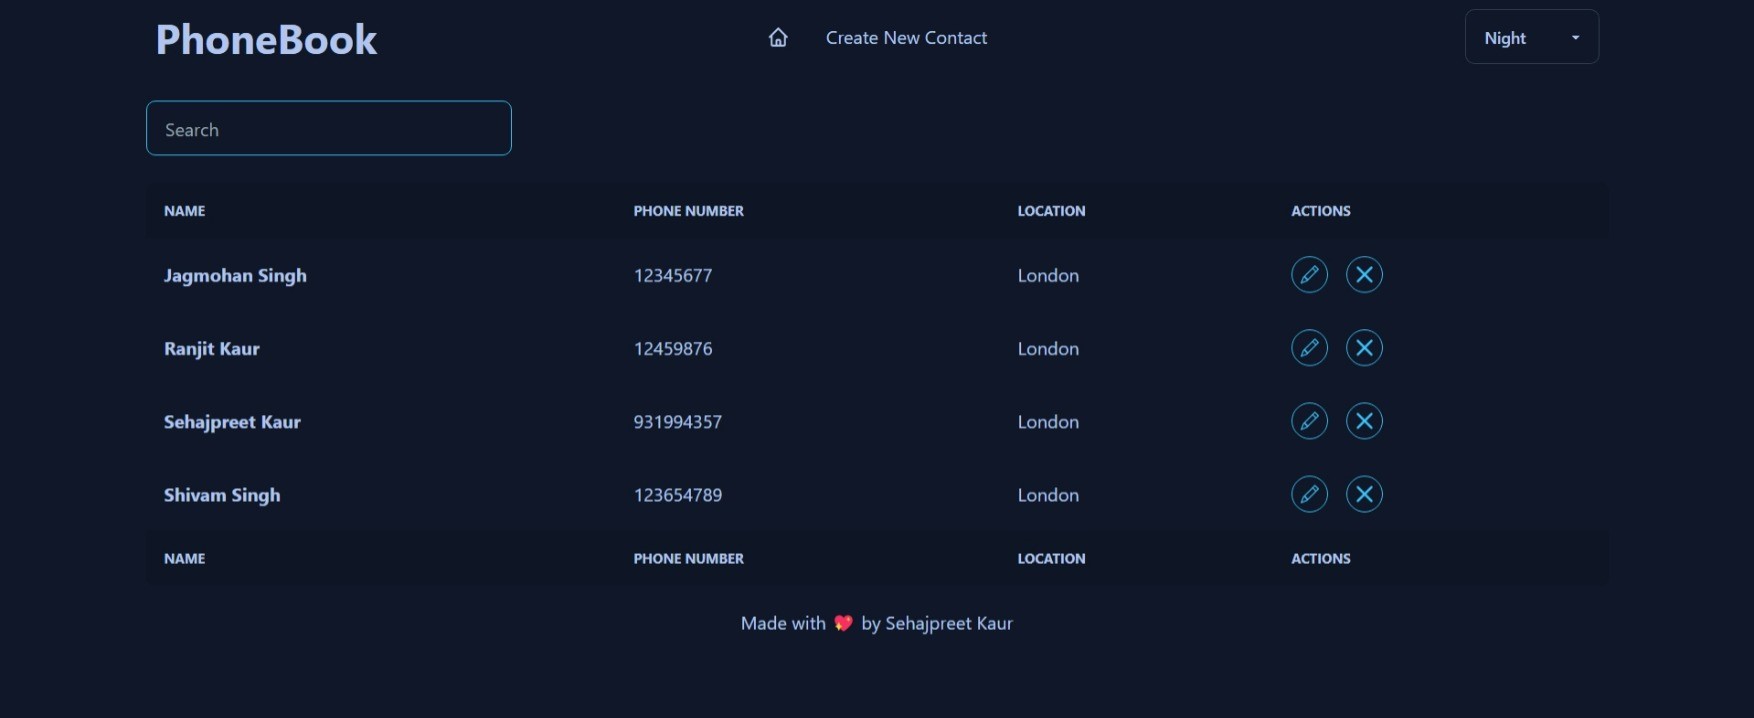 PhoneBook
Create New Contact
Night
Search
NAME PHONE NUMBER LOCATION ACTIONS
Jagmohan Singh 12345677 London
Ranjit Kaur 12459876 London
Sehajpreet Kaur 931994357 London
Shivam Singh 123654789 London
NAME PHONE NUMBER LOCATION ACTIONS
Made with 💖 by Sehajpreet Kaur